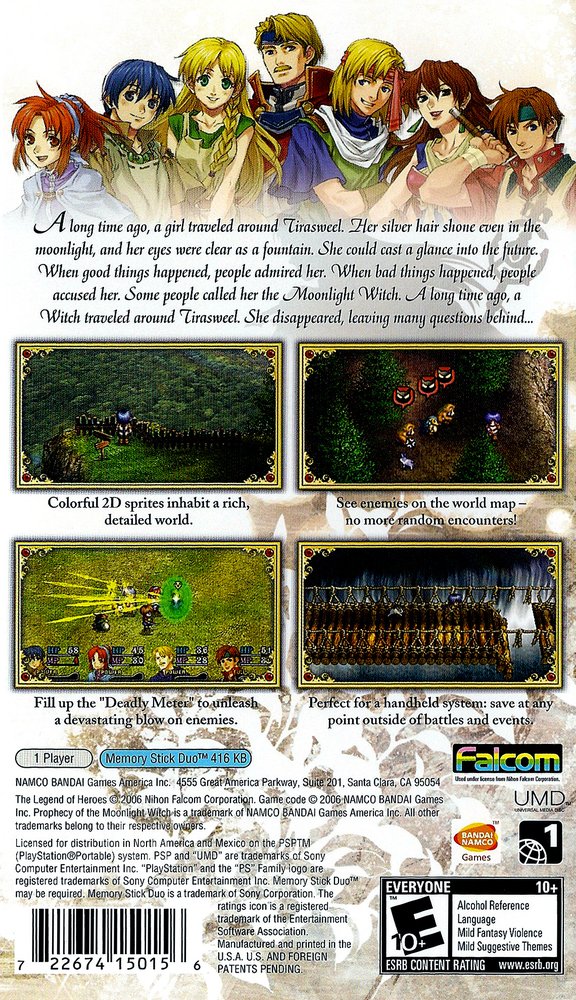 A long time ago, a girl traveled around Tirasweel. Her silver hair shone even in the
moonlight, and her eyes were clear as a fountain. She could cast a glance into the future.
When good things happened, people admired her. When bad things happened, people
accused her. Some people called her the Moonlight Witch. A long time ago, a
Witch traveled around Tirasweel. She disappeared, leaving many questions behind...
Colorful 2D sprites inhabit a rich,
detailed world.
See enemies on the world map –
no more random encounters!
Fill up the "Deadly Meter" to unleash
a devastating blow on enemies.
Perfect for a handheld system: save at any
point outside of battles and events.
1 Player
Memory Stick Duo™ 416 KB
Falcom
Used under license from Nihon Falcom Corporation.
NAMCO BANDAI Games America Inc. 4555 Great America Parkway, Suite 201, Santa Clara, CA 95054
The Legend of Heroes © 2006 Nihon Falcom Corporation. Game code © 2006 NAMCO BANDAI Games
Inc. Prophecy of the Moonlight Witch is a trademark of NAMCO BANDAI Games America Inc. All other
trademarks belong to their respective owners.
UMD™
UNIVERSAL MEDIA DISC
Licensed for distribution in North America and Mexico on the PSPTM
(PlayStation®Portable) system. PSP and "UMD" are trademarks of Sony
Computer Entertainment Inc. "PlayStation" and the "PS" Family logo are
registered trademarks of Sony Computer Entertainment Inc. Memory Stick Duo™
may be required. Memory Stick Duo is a trademark of Sony Corporation. The
ratings icon is a registered
trademark of the Entertainment
Software Association.
Manufactured and printed in the
U.S.A. U.S. AND FOREIGN
PATENTS PENDING.
BANDAI
NAMCO
Games
1
EVERYONE 10+
E
10+
Alcohol Reference
Language
Mild Fantasy Violence
Mild Suggestive Themes
ESRB CONTENT RATING www.esrb.org
7 22674 15015 6